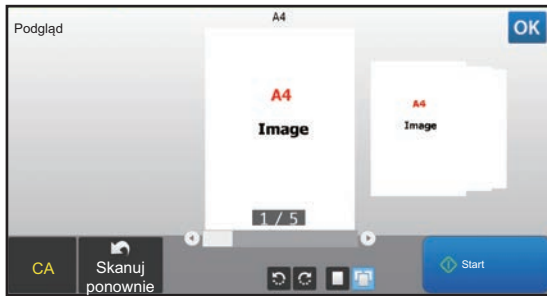 A4
Podgląd
OK
A4
Image
A4
Image
1 / 5
CA
Skanuj
ponownie
Start